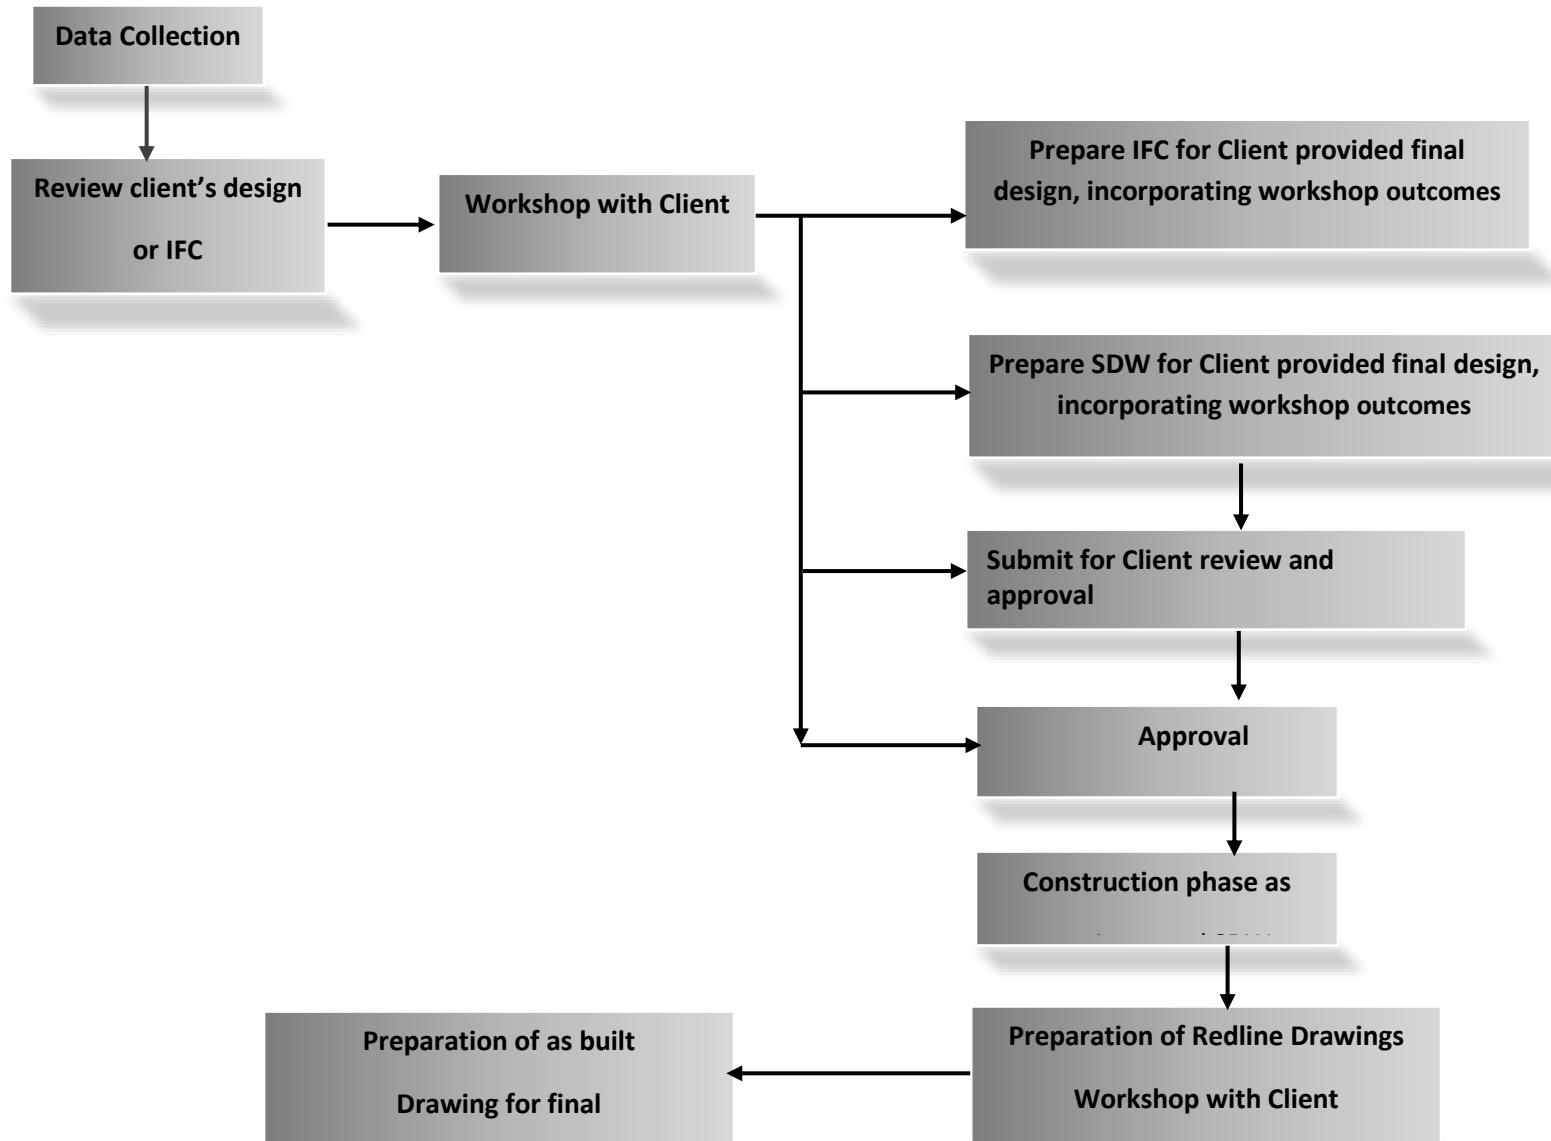 Data Collection
Review client’s design
or IFC
Workshop with Client
Prepare IFC for Client provided final
design, incorporating workshop outcomes
Prepare SDW for Client provided final design,
incorporating workshop outcomes
Submit for Client review and
approval
Approval
Construction phase as
Preparation of Redline Drawings
Workshop with Client
Preparation of as built
Drawing for final